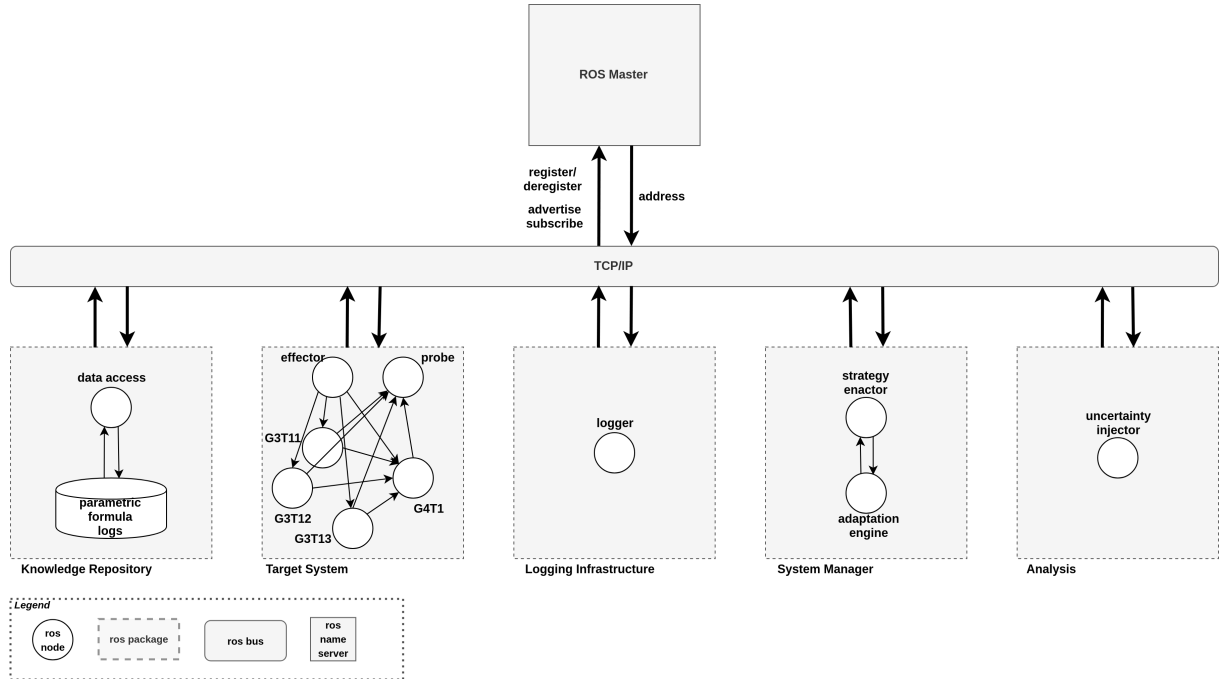 ROS Master
register/
deregister
advertise
subscribe
address
TCP/IP
data access
parametric
formula
logs
Knowledge Repository
effector
probe
G3T11
G3T12
G3T13
G4T1
Target System
logger
Logging Infrastructure
strategy
enactor
adaptation
engine
System Manager
uncertainty
injector
Analysis
Legend
ros
node
ros package
ros bus
ros
name
server